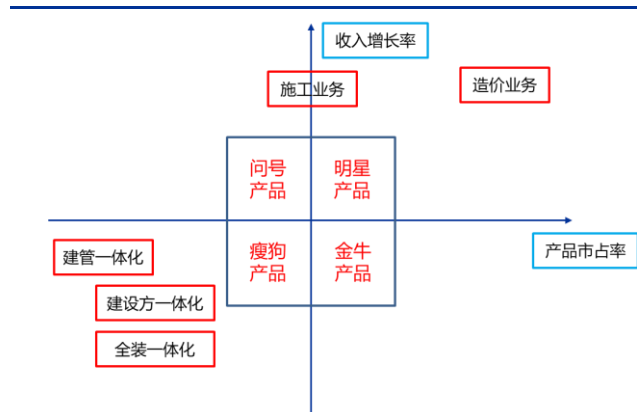 收入增长率
施工业务
造价业务
问号
产品
明星
产品
产品市占率
瘦狗
产品
金牛
产品
建管一体化
建设方一体化
全装一体化